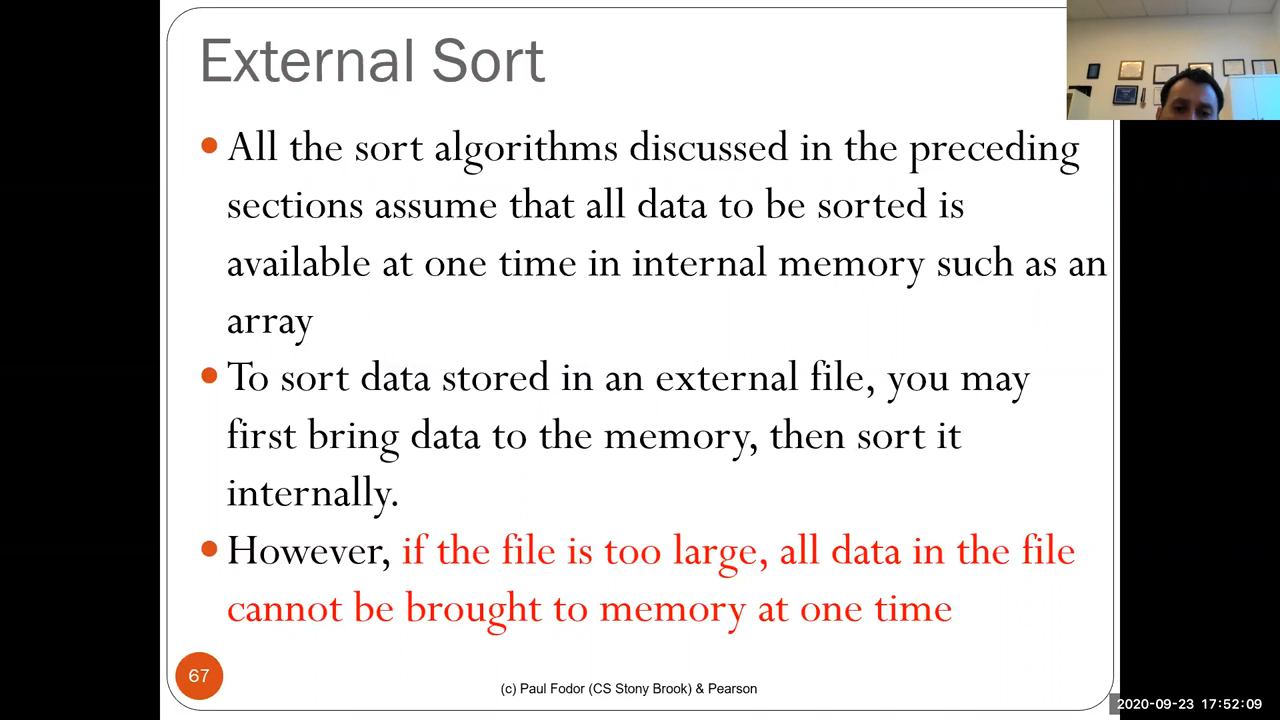 External Sort
All the sort algorithms discussed in the preceding
sections assume that all data to be sorted is
available at one time in internal memory such as an
array
To sort data stored in an external file, you may
first bring data to the memory, then sort it
internally.
However, if the file is too large, all data in the file
cannot be brought to memory at one time
67
(c) Paul Fodor (CS Stony Brook) & Pearson
2020-09-23 17:52:09